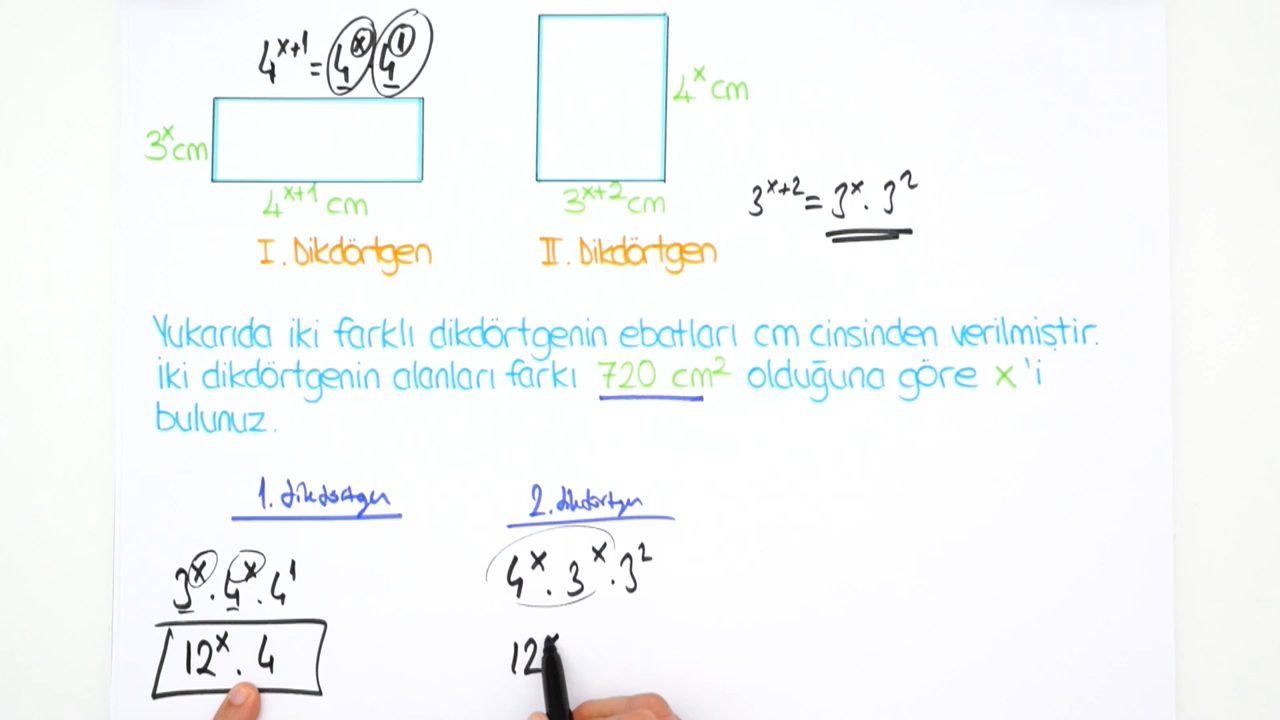 4^{x+1} = 4^x 4^1
3^x cm
4^{x+1} cm
I. Dikdörtgen
4^x cm
3^{x+2} cm
II. Dikdörtgen
3^{x+2} = 3^x . 3^2
Yukarıda iki farklı dikdörtgenin ebatları cm cinsinden verilmiştir.
İki dikdörtgenin alanları farkı 720 cm² olduğuna göre x'i
bulunuz.
1. dikdörtgen
3^x . 4^x . 4^1
12^x . 4
2. dikdörtgen
4^x . 3^x . 3^2
12^x